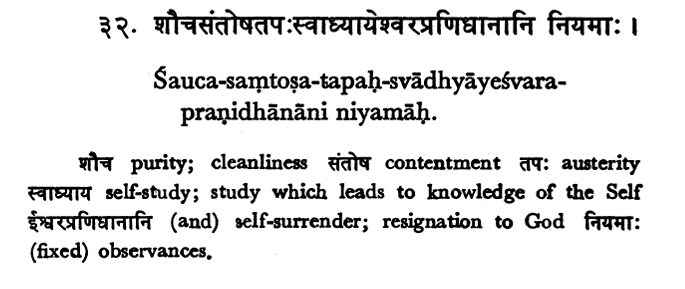 ३२. शौचसंतोषतपःस्वाध्यायेश्वरप्रणिधानानि नियमाः ।
Śauca-saṃtoṣa-tapaḥ-svādhyāyeśvara-
praṇidhānāni niyamāḥ.
शौच purity; cleanliness संतोष contentment तपः austerity
स्वाध्याय self-study; study which leads to knowledge of the Self
ईश्वरप्रणिधानानि (and) self-surrender; resignation to God नियमाः
(fixed) observances.